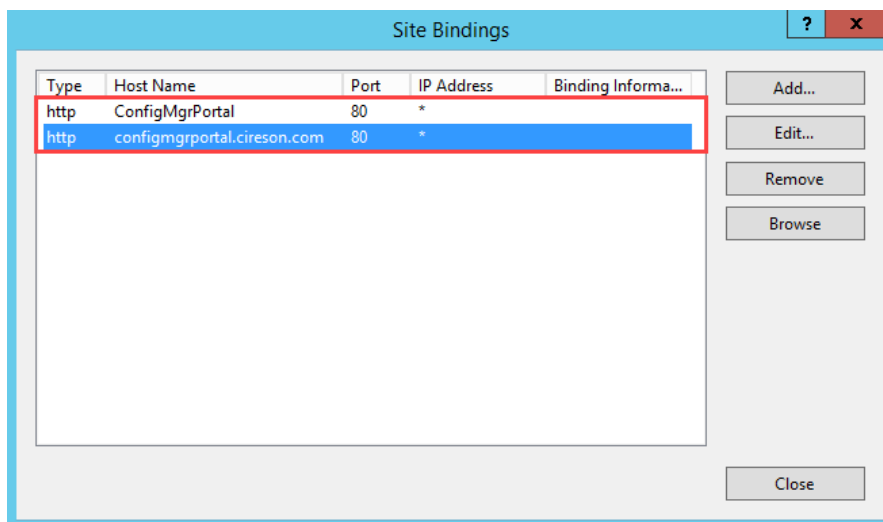 Site Bindings
? x
Type Host Name Port IP Address Binding Informa...
http ConfigMgrPortal 80 *
http configmgrportal.cireson.com 80 *
Add...
Edit...
Remove
Browse
Close